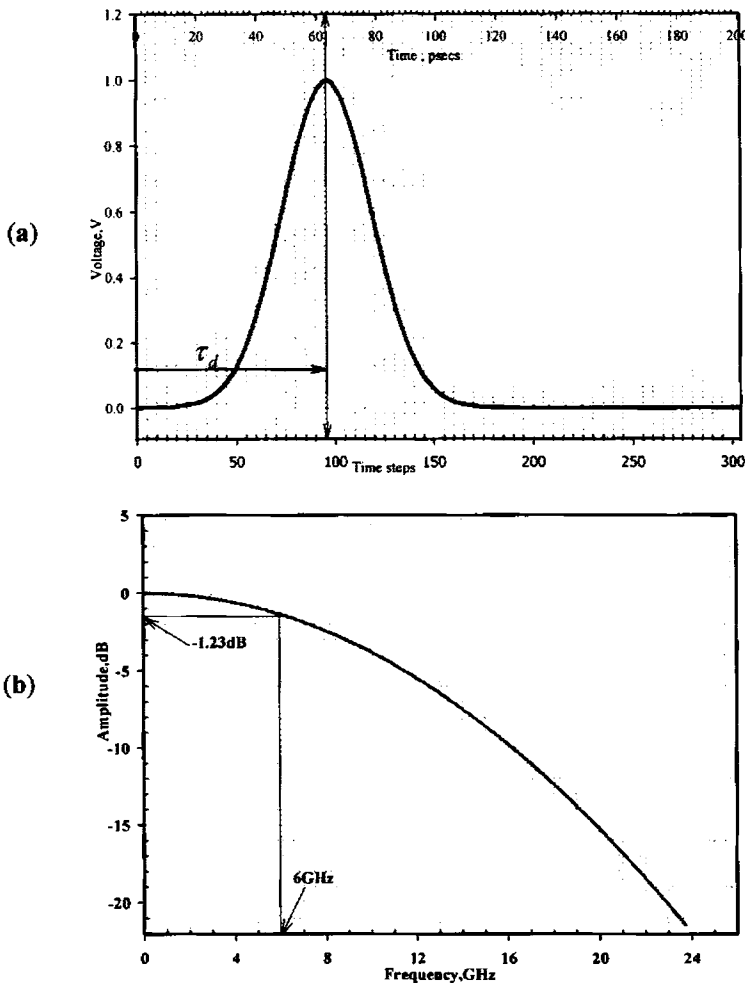 1.2
0 20 40 60 80 100 120 140 160 180
Time ; psecs
1.0
0.8
0.6
0.4
0.2
0.0
Voltage,V
(a)
τd
0 50 100 150 200 250 300
Time steps
5
0
-5
-10
-15
-20
Amplitude,dB
(b)
-1.23dB
6GHz
0 4 8 12 16 20 24
Frequency,GHz